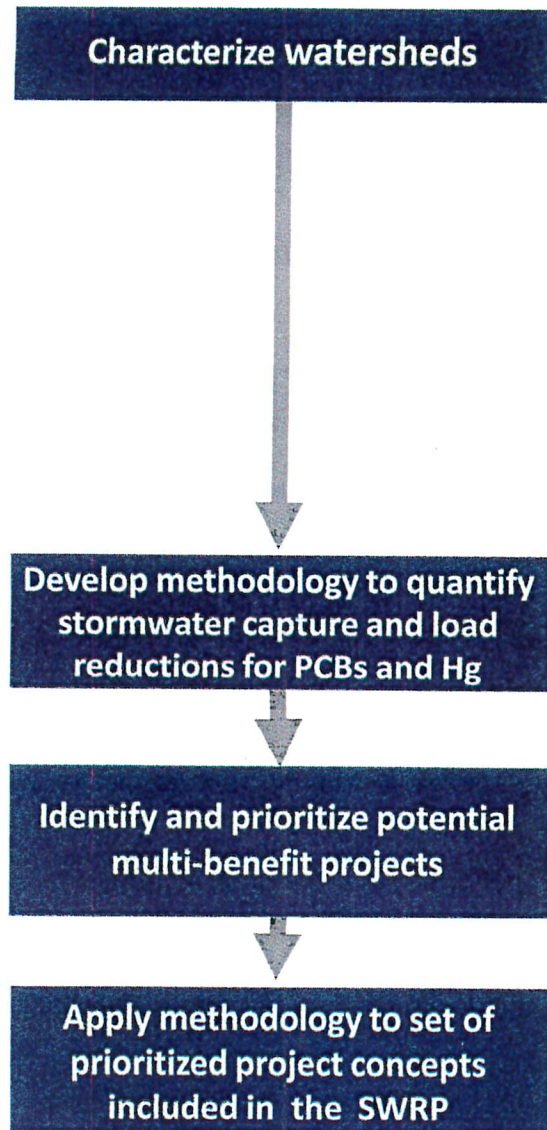 Characterize watersheds
Develop methodology to quantify
stormwater capture and load
reductions for PCBs and Hg
Identify and prioritize potential
multi-benefit projects
Apply methodology to set of
prioritized project concepts
included in the SWRP